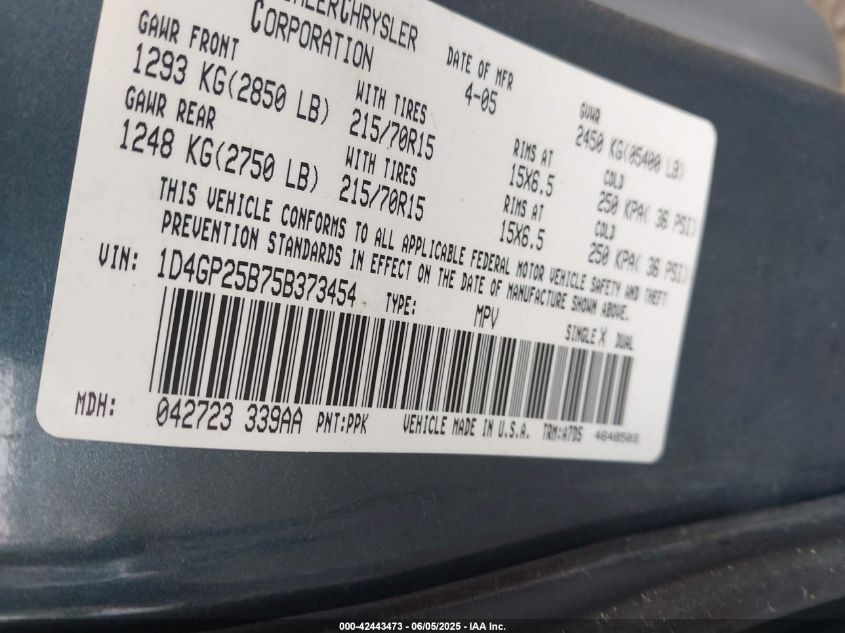 CORPORATION
DATE OF MFR
4-05
GVWR
2450 KG(05400 LB)
GAWR FRONT
1293 KG(2850 LB)
WITH TIRES
215/70R15
RIMS AT
15X6.5
COLD
250 KPA( 36 PSI)
GAWR REAR
1248 KG(2750 LB)
WITH TIRES
215/70R15
RIMS AT
15X6.5
COLD
250 KPA( 36 PSI)
THIS VEHICLE CONFORMS TO ALL APPLICABLE FEDERAL MOTOR VEHICLE SAFETY AND THEFT
PREVENTION STANDARDS IN EFFECT ON THE DATE OF MANUFACTURE SHOWN ABOVE.
VIN: 1D4GP25B75B373454 TYPE: MPV
SINGLE X DUAL
MDH: 042723 339AA PNT:PPK VEHICLE MADE IN U.S.A. TRM:A7D5 4648503
000-42443473 - 06/05/2025 - IAA Inc.